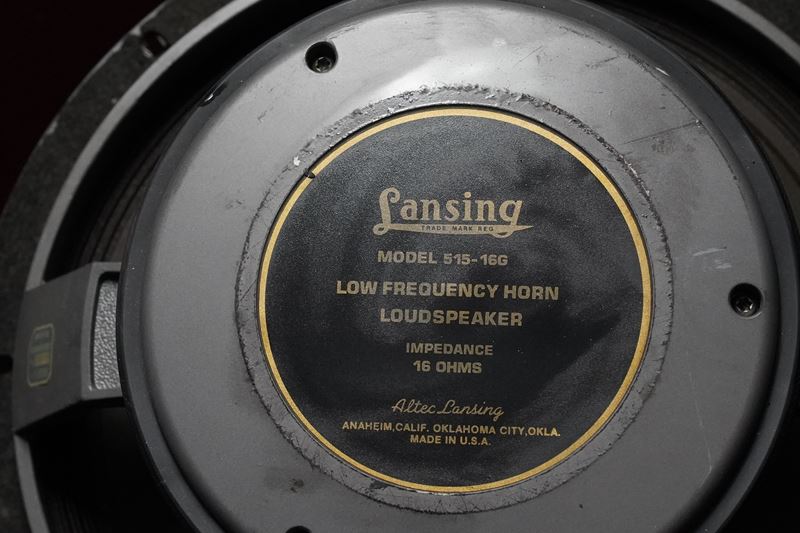 Lansing
TRADE MARK REG
MODEL 515-16G
LOW FREQUENCY HORN
LOUDSPEAKER
IMPEDANCE
16 OHMS
Altec Lansing
ANAHEIM,CALIF. OKLAHOMA CITY,OKLA.
MADE IN U.S.A.